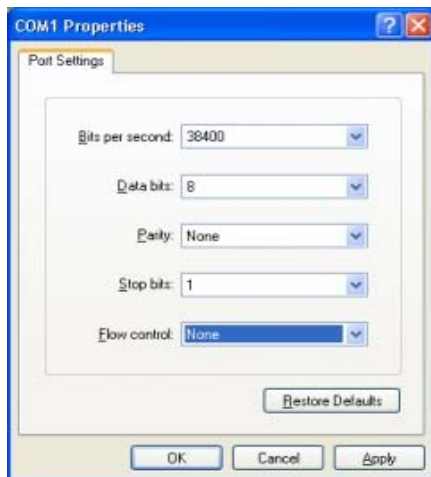 COM1 Properties
Port Settings
Bits per second: 38400
Data bits: 8
Parity: None
Stop bits: 1
Flow control: None
Restore Defaults
OK Cancel Apply